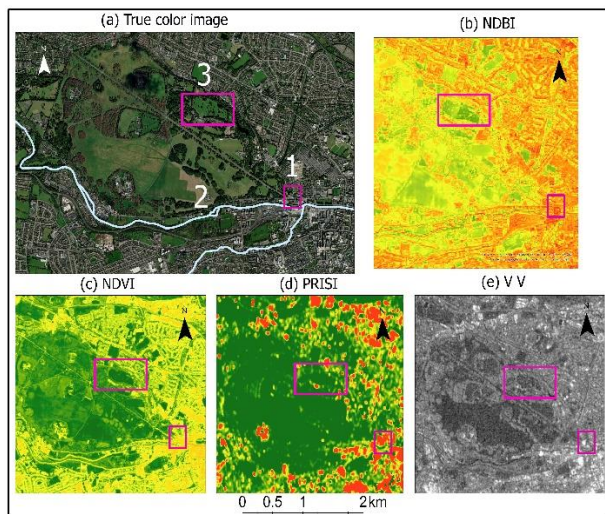 (a) True color image
N
3
1
2
(b) NDBI
N
(c) NDVI
N
(d) PRISI
N
(e) V V
N
0 0.5 1 2km